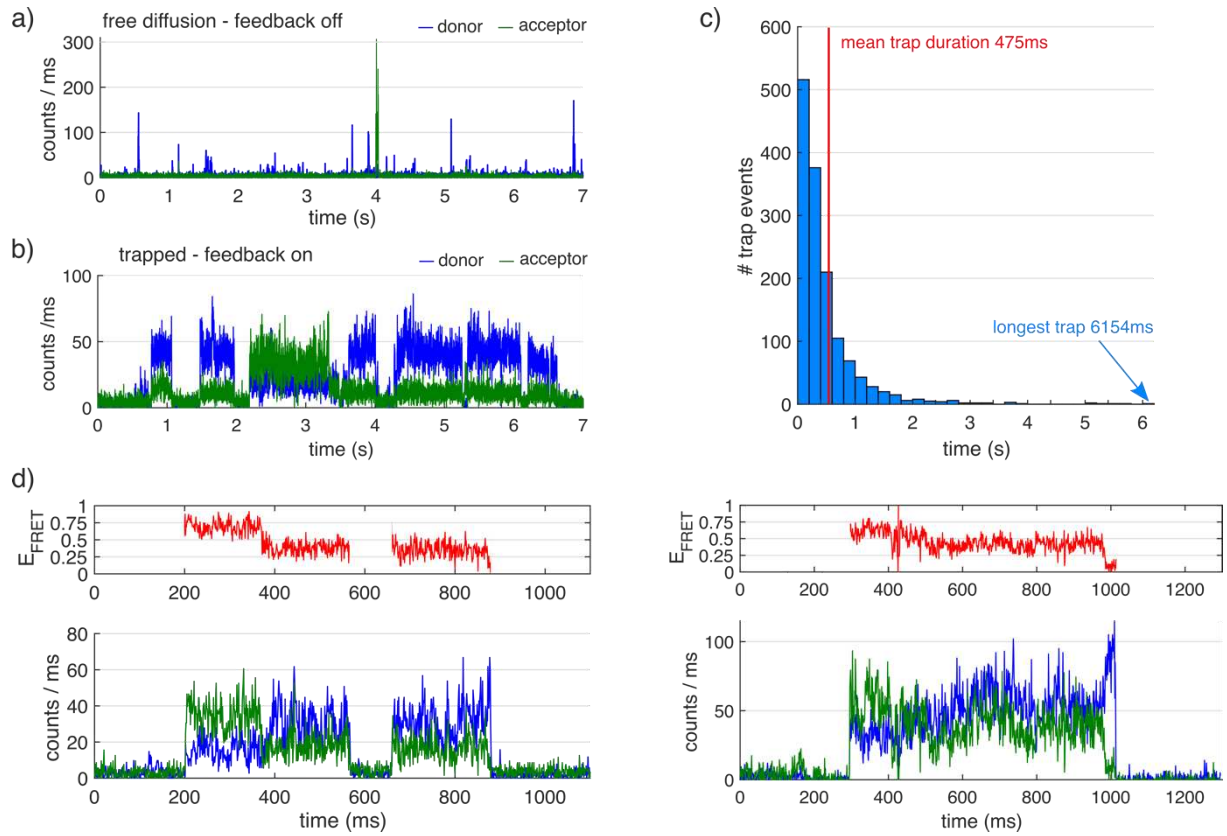 a) free diffusion - feedback off
donor acceptor
300
200
100
0
counts / ms
0 1 2 3 4 5 6 7
time (s)
b) trapped - feedback on
donor acceptor
100
50
0
counts /ms
0 1 2 3 4 5 6 7
time (s)
c)
600
500
400
300
200
100
0
# trap events
mean trap duration 475ms
longest trap 6154ms
0 1 2 3 4 5 6
time (s)
d)
1
0.75
0.5
0.25
0
E_FRET
0 200 400 600 800 1000
80
60
40
20
0
counts / ms
0 200 400 600 800 1000
time (ms)
1
0.75
0.5
0.25
0
E_FRET
0 200 400 600 800 1000 1200
100
50
0
counts / ms
0 200 400 600 800 1000 1200
time (ms)